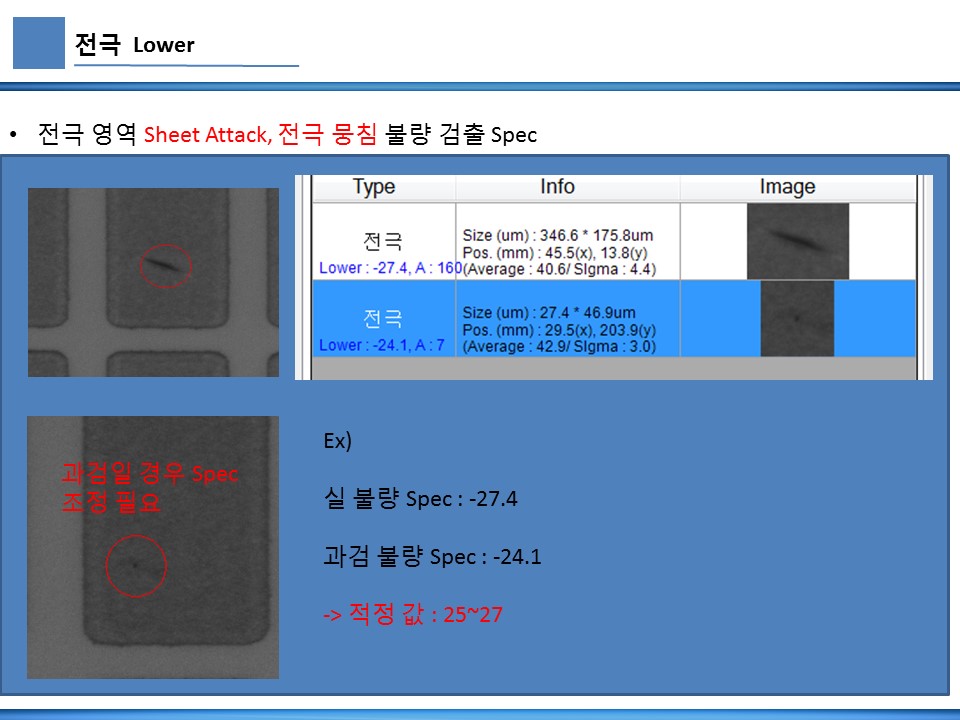 전극 Lower
• 전극 영역 Sheet Attack, 전극 뭉침 불량 검출 Spec
Type Info Image
전극
Lower : -27.4, A : 160
Size (um) : 346.6 * 175.8um
Pos. (mm) : 45.5(x), 13.8(y)
(Average : 40.6/ SIgma : 4.4)
전극
Lower : -24.1, A : 7
Size (um) : 27.4 * 46.9um
Pos. (mm) : 29.5(x), 203.9(y)
(Average : 42.9/ SIgma : 3.0)
과검일 경우 Spec
조정 필요
Ex)
실 불량 Spec : -27.4
과검 불량 Spec : -24.1
-> 적정 값 : 25~27